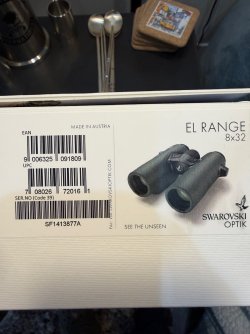 MADE IN AUSTRIA
EAN
9 006325 091809
UPC
7 08026 72016 1
SER.NO (Code 39)
SF1413877A
EL RANGE
8x32
SEE THE UNSEEN
SWAROVSKI
OPTIK